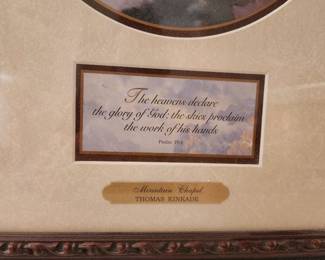 The heavens declare
the glory of God; the skies proclaim
the work of his hands
Psalm 19:1
Mountain Chapel
THOMAS KINKADE